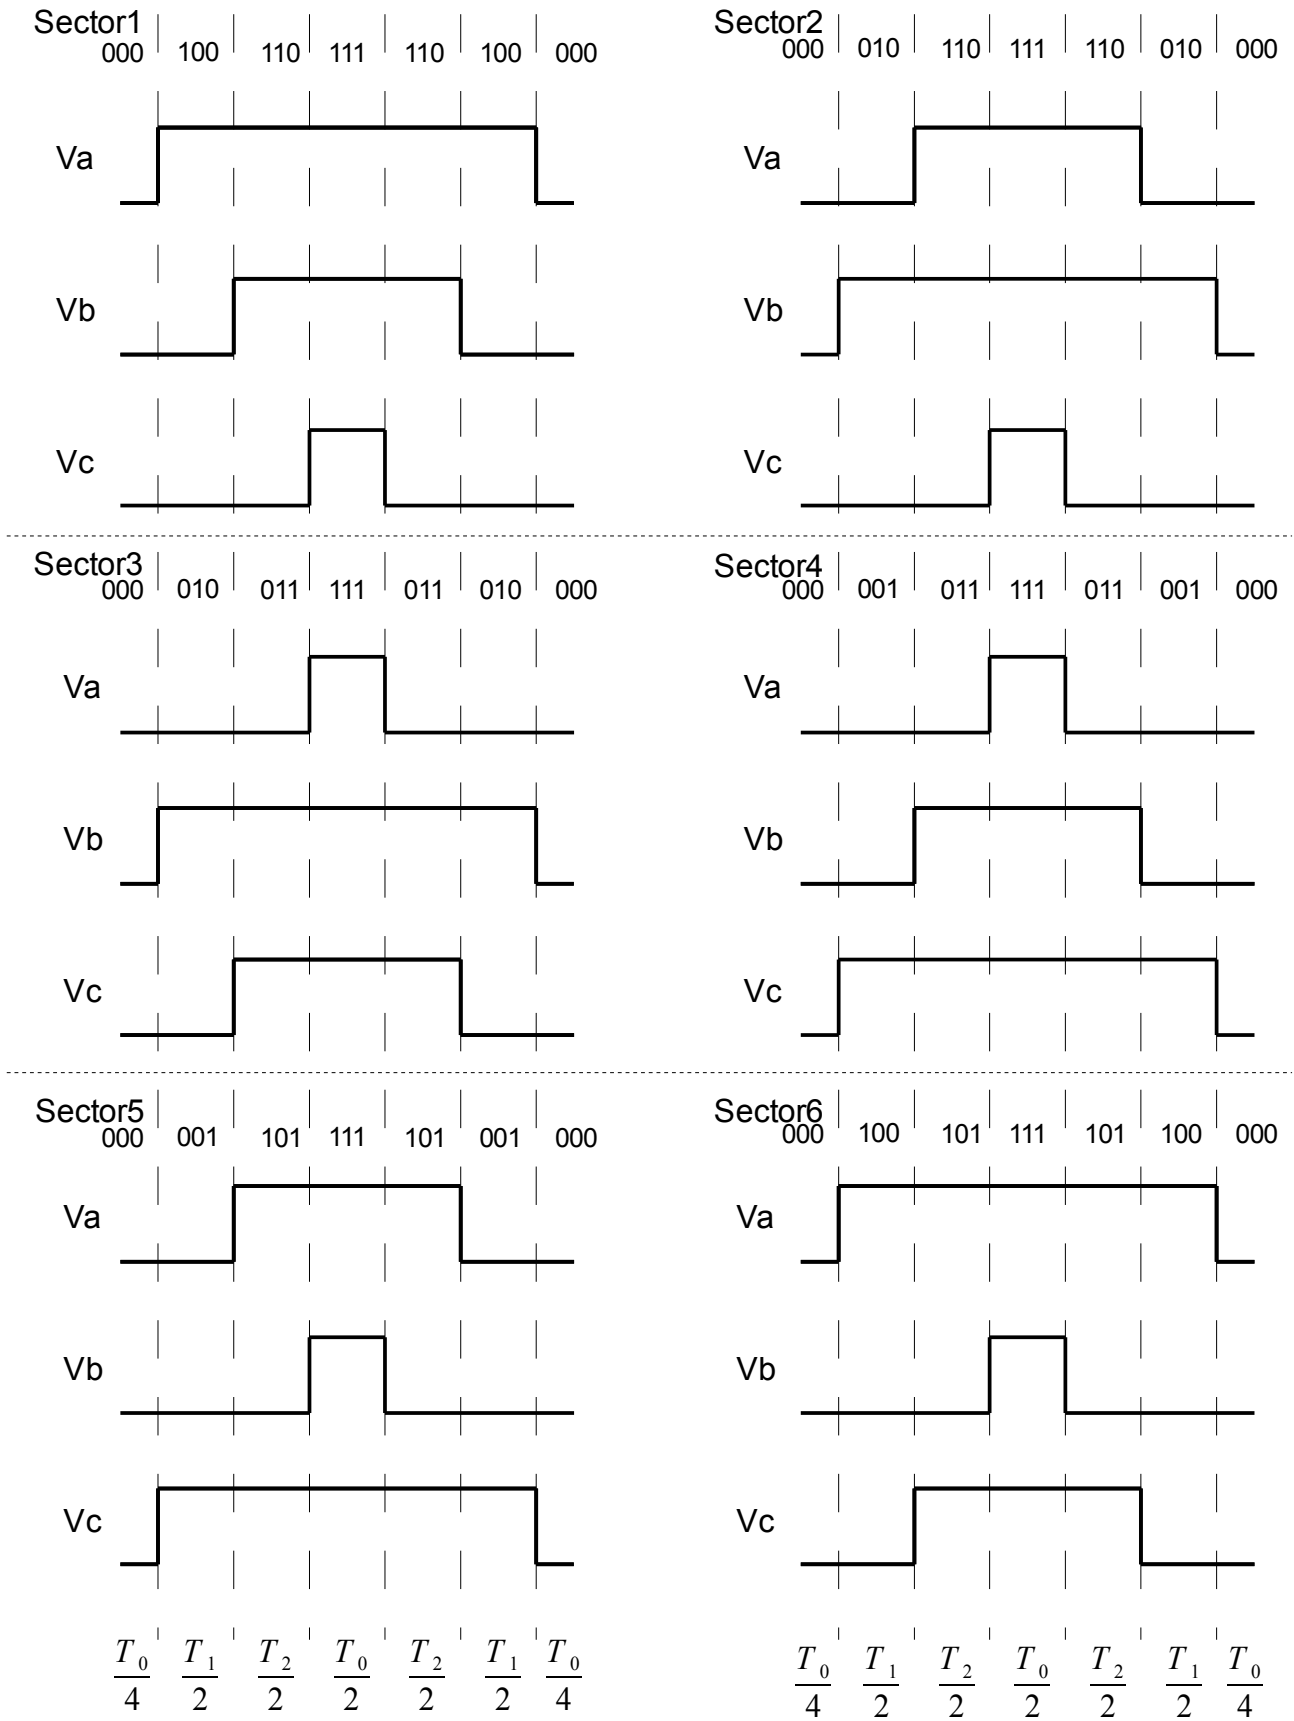 Sector1
000 100 110 111 110 100 000
Va
Vb
Vc
Sector2
000 010 110 111 110 010 000
Va
Vb
Vc
Sector3
000 010 011 111 011 010 000
Va
Vb
Vc
Sector4
000 001 011 111 011 001 000
Va
Vb
Vc
Sector5
000 001 101 111 101 001 000
Va
Vb
Vc
Sector6
000 100 101 111 101 100 000
Va
Vb
Vc
T0/4 T1/2 T2/2 T0/2 T2/2 T1/2 T0/4
T0/4 T1/2 T2/2 T0/2 T2/2 T1/2 T0/4